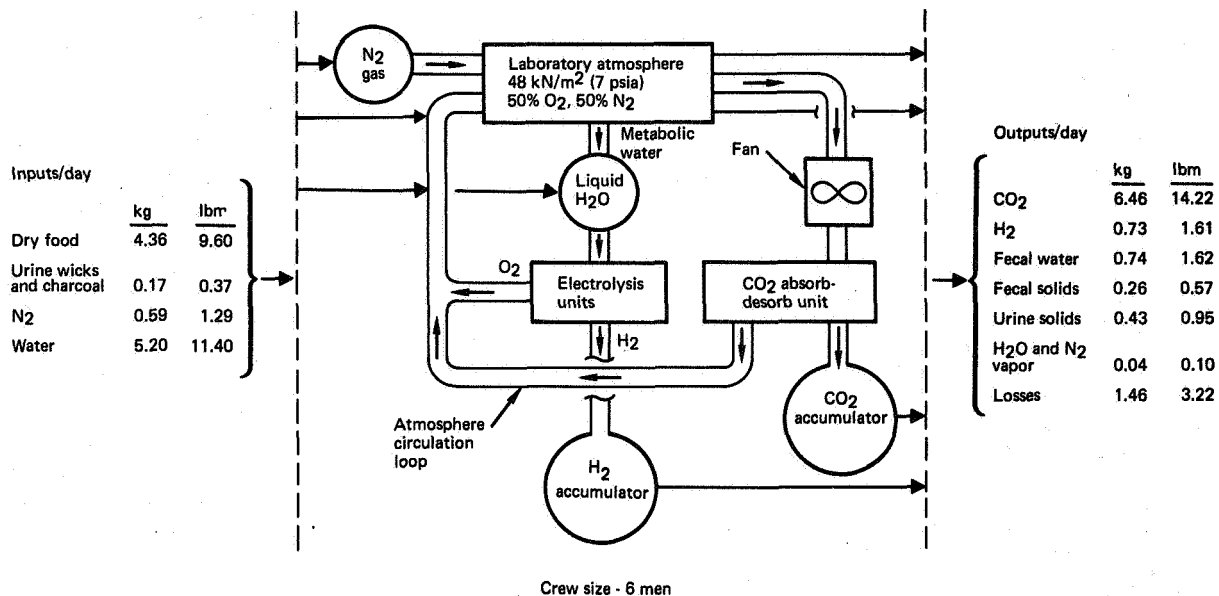 N2
gas
Laboratory atmosphere
48 kN/m2 (7 psia)
50% O2, 50% N2
Metabolic
water
Liquid
H2O
Fan
O2
Electrolysis
units
H2
CO2 absorb-
desorb unit
Atmosphere
circulation
loop
CO2
accumulator
H2
accumulator
Inputs/day
kg lbm
Dry food 4.36 9.60
Urine wicks
and charcoal 0.17 0.37
N2 0.59 1.29
Water 5.20 11.40
Outputs/day
kg lbm
CO2 6.46 14.22
H2 0.73 1.61
Fecal water 0.74 1.62
Fecal solids 0.26 0.57
Urine solids 0.43 0.95
H2O and N2
vapor 0.04 0.10
Losses 1.46 3.22
Crew size - 6 men